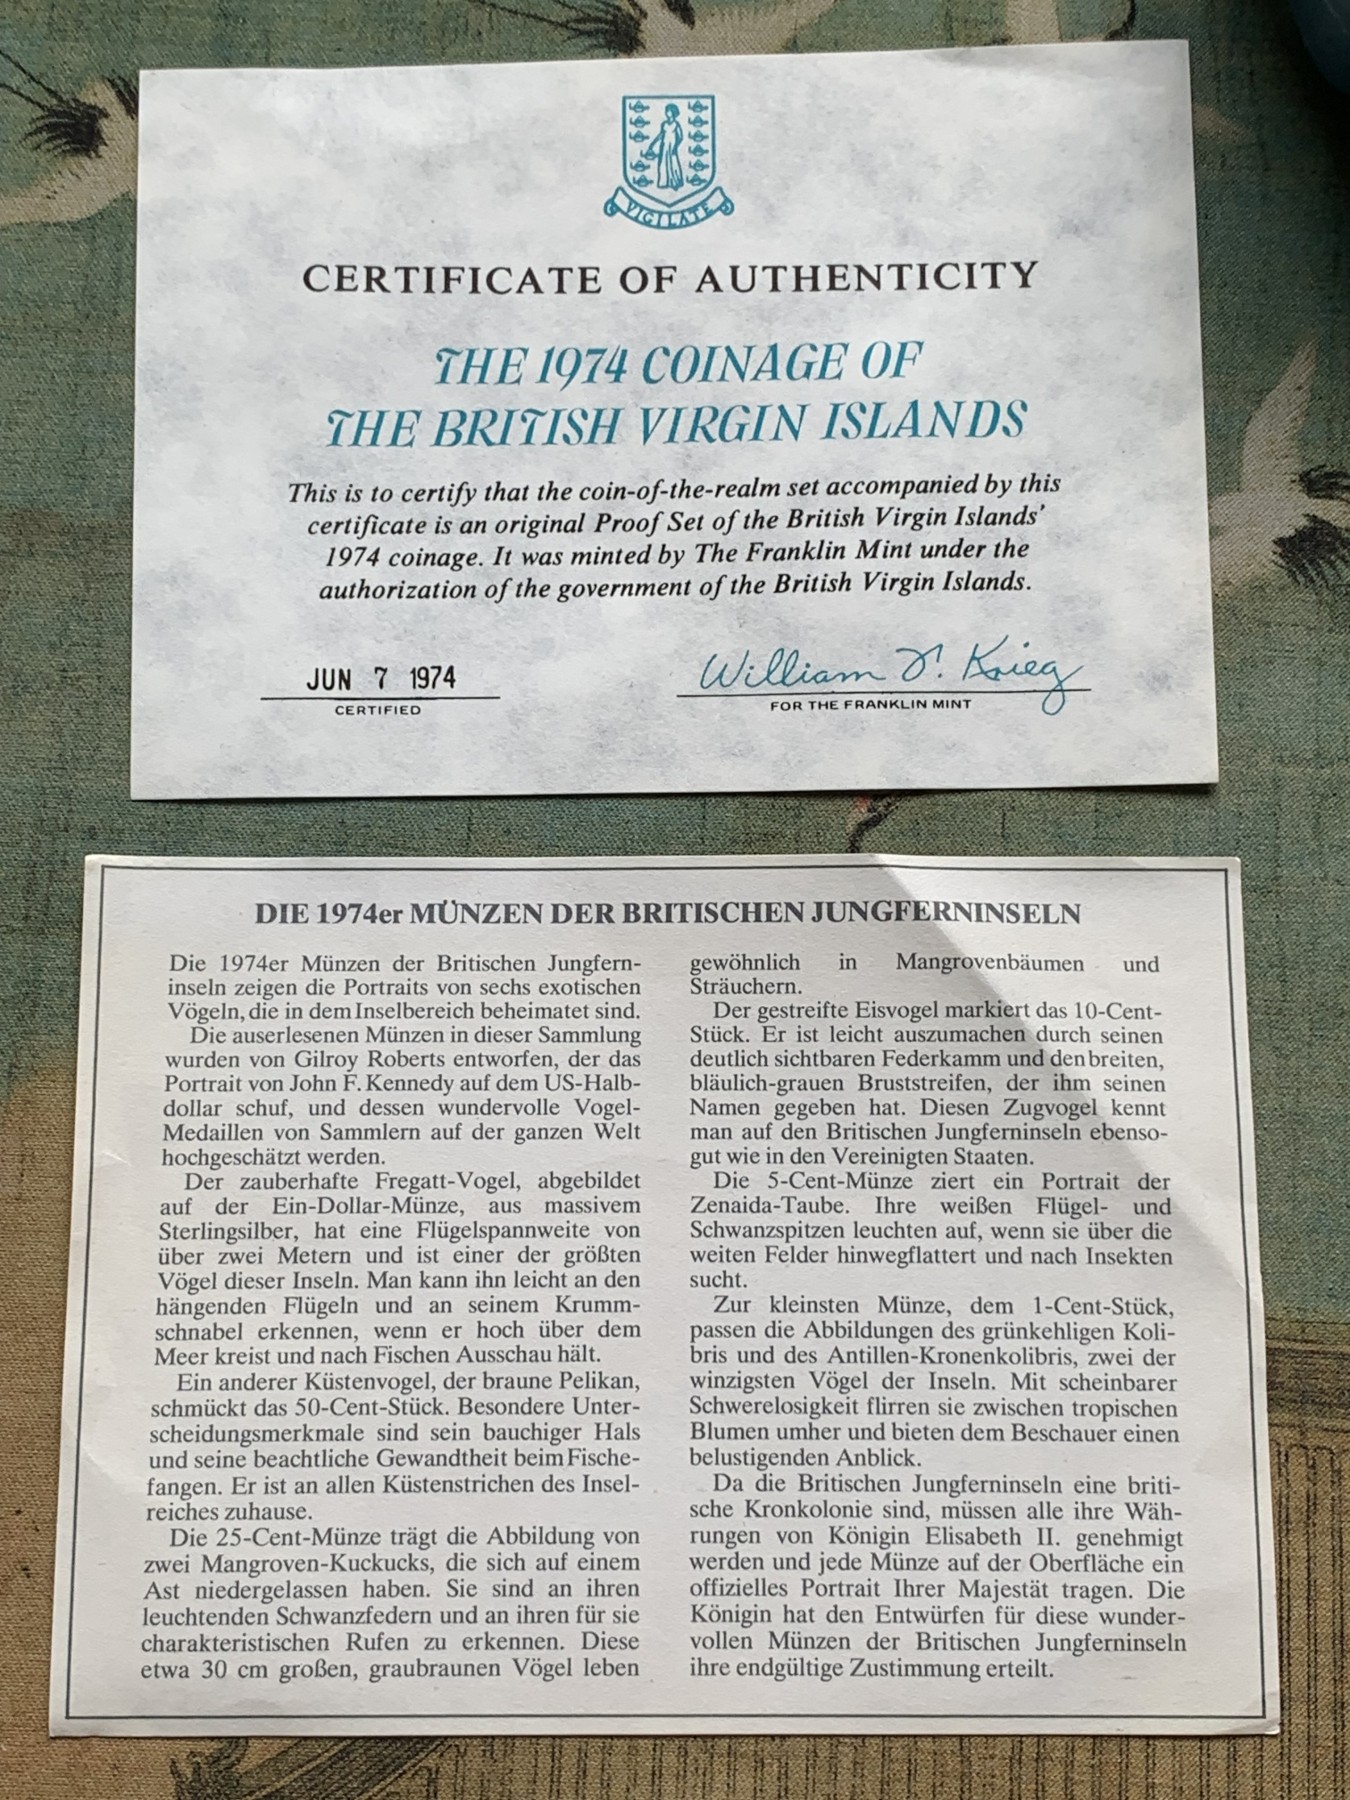 VIGILATE
CERTIFICATE OF AUTHENTICITY
THE 1974 COINAGE OF
THE BRITISH VIRGIN ISLANDS
This is to certify that the coin-of-the-realm set accompanied by this
certificate is an original Proof Set of the British Virgin Islands'
1974 coinage. It was minted by The Franklin Mint under the
authorization of the government of the British Virgin Islands.
JUN 7 1974
CERTIFIED
William T. Krieg
FOR THE FRANKLIN MINT
DIE 1974er MÜNZEN DER BRITISCHEN JUNGFERNINSELN
Die 1974er Münzen der Britischen Jungfern-
inseln zeigen die Portraits von sechs exotischen
Vögeln, die in dem Inselbereich beheimatet sind.
Die auserlesenen Münzen in dieser Sammlung
wurden von Gilroy Roberts entworfen, der das
Portrait von John F. Kennedy auf dem US-Halb-
dollar schuf, und dessen wundervolle Vogel-
Medaillen von Sammlern auf der ganzen Welt
hochgeschätzt werden.
Der zauberhafte Fregatt-Vogel, abgebildet
auf der Ein-Dollar-Münze, aus massivem
Sterlingsilber, hat eine Flügelspannweite von
über zwei Metern und ist einer der größten
Vögel dieser Inseln. Man kann ihn leicht an den
hängenden Flügeln und an seinem Krumm-
schnabel erkennen, wenn er hoch über dem
Meer kreist und nach Fischen Ausschau hält.
Ein anderer Küstenvogel, der braune Pelikan,
schmückt das 50-Cent-Stück. Besondere Unter-
scheidungsmerkmale sind sein bauchiger Hals
und seine beachtliche Gewandtheit beim Fische-
fangen. Er ist an allen Küstenstrichen des Insel-
reiches zuhause.
Die 25-Cent-Münze trägt die Abbildung von
zwei Mangroven-Kuckucks, die sich auf einem
Ast niedergelassen haben. Sie sind an ihren
leuchtenden Schwanzfedern und an ihren für sie
charakteristischen Rufen zu erkennen. Diese
etwa 30 cm großen, graubraunen Vögel leben
gewöhnlich in Mangrovenbäumen und
Sträuchern.
Der gestreifte Eisvogel markiert das 10-Cent-
Stück. Er ist leicht auszumachen durch seinen
deutlich sichtbaren Federkamm und den breiten,
bläulich-grauen Bruststreifen, der ihm seinen
Namen gegeben hat. Diesen Zugvogel kennt
man auf den Britischen Jungferninseln ebenso-
gut wie in den Vereinigten Staaten.
Die 5-Cent-Münze ziert ein Portrait der
Zenaida-Taube. Ihre weißen Flügel- und
Schwanzspitzen leuchten auf, wenn sie über die
weiten Felder hinwegflattert und nach Insekten
sucht.
Zur kleinsten Münze, dem 1-Cent-Stück,
passen die Abbildungen des grünkehligen Koli-
bris und des Antillen-Kronenkolibris, zwei der
winzigsten Vögel der Inseln. Mit scheinbarer
Schwerelosigkeit flirren sie zwischen tropischen
Blumen umher und bieten dem Beschauer einen
belustigenden Anblick.
Da die Britischen Jungferninseln eine briti-
sche Kronkolonie sind, müssen alle ihre Wäh-
rungen von Königin Elisabeth II. genehmigt
werden und jede Münze auf der Oberfläche ein
offizielles Portrait Ihrer Majestät tragen. Die
Königin hat den Entwürfen für diese wunder-
vollen Münzen der Britischen Jungferninseln
ihre endgültige Zustimmung erteilt.